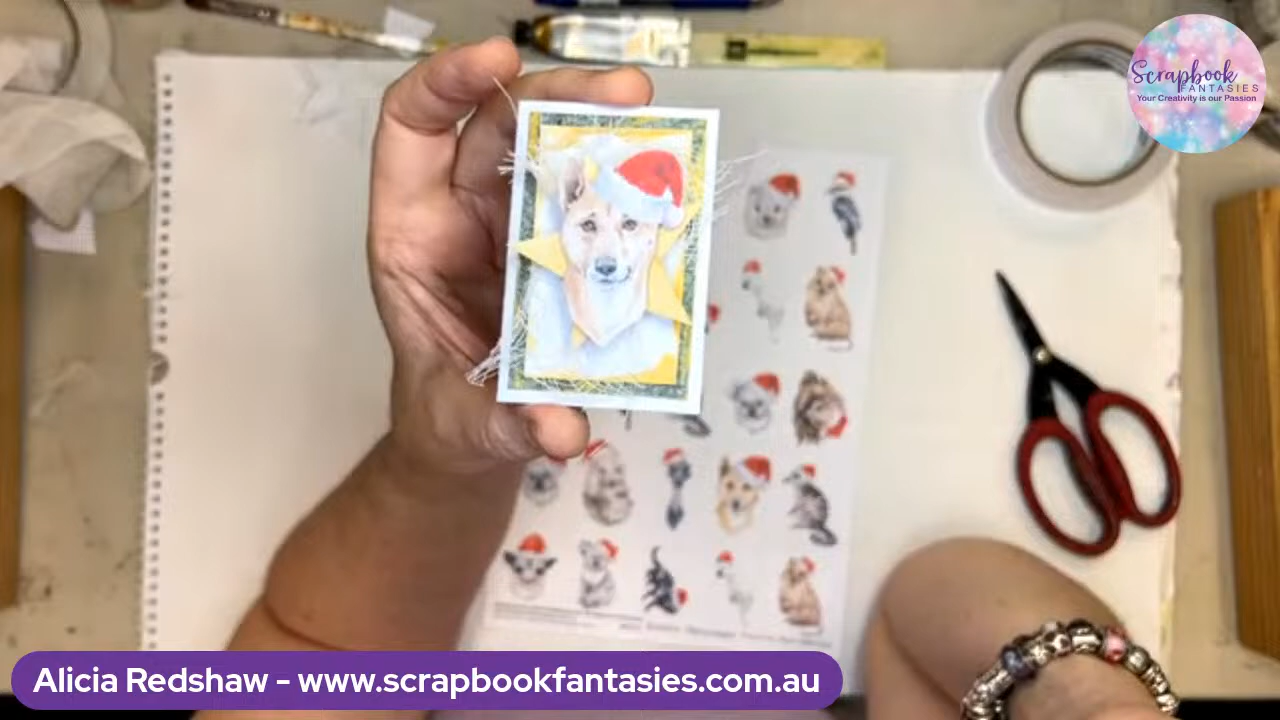 Scrapbook
FANTASIES
Your Creativity is our Passion
Alicia Redshaw - www.scrapbookfantasies.com.au